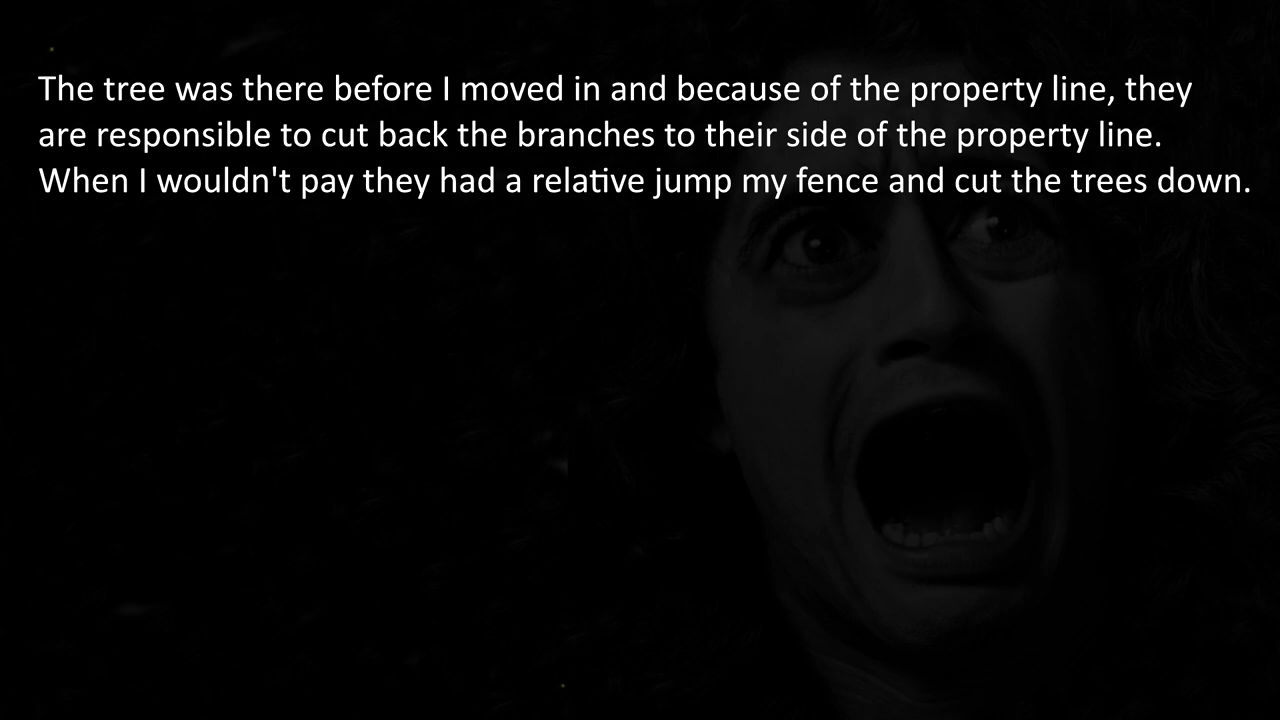 The tree was there before I moved in and because of the property line, they
are responsible to cut back the branches to their side of the property line.
When I wouldn't pay they had a relative jump my fence and cut the trees down.